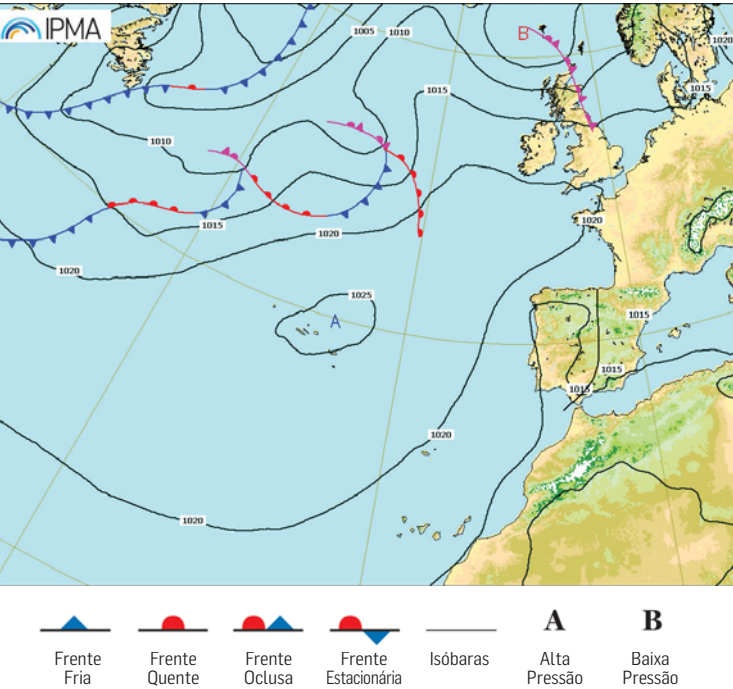 IPMA
B
1005
1010
1020
1015
1015
1010
1020
1015
1020
1020
1025
A
1015
1015
1015
1020
1020
A
B
Frente
Fria
Frente
Quente
Frente
Oclusa
Frente
Estacionária
Isóbaras
Alta
Pressão
Baixa
Pressão